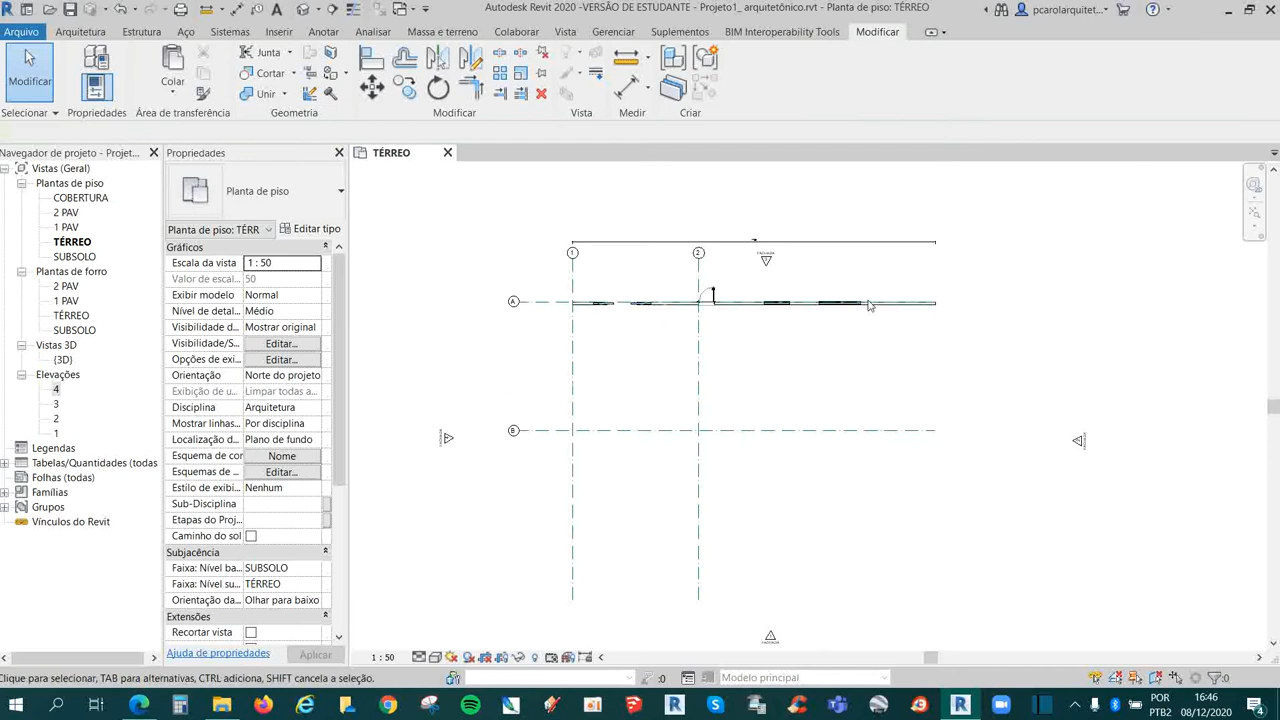 Autodesk Revit 2020 -VERSÃO DE ESTUDANTE - Projeto1_ arquitetônico.rvt - Planta de piso: TÉRREO
pcarolarquitet...
Arquivo Arquitetura Estrutura Aço Sistemas Inserir Anotar Analisar Massa e terreno Colaborar Vista Gerenciar Suplementos BIM Interoperability Tools Modificar
Modificar
Colar
Junta
Cortar
Unir
Selecionar Propriedades Área de transferência Geometria Modificar Vista Medir Criar
Navegador de projeto - Projet...
Vistas (Geral)
Plantas de piso
COBERTURA
2 PAV
1 PAV
TÉRREO
SUBSOLO
Plantas de forro
2 PAV
1 PAV
TÉRREO
SUBSOLO
Vistas 3D
{3D}
Elevações
4
3
2
1
Legendas
Tabelas/Quantidades (todas
Folhas (todas)
Famílias
Grupos
Vínculos do Revit
Propriedades
Planta de piso
Planta de piso: TÉRR
Editar tipo
Gráficos
Escala da vista 1 : 50
Valor de escal... 50
Exibir modelo Normal
Nível de detal... Médio
Visibilidade d... Mostrar original
Visibilidade/S... Editar...
Opções de exi... Editar...
Orientação Norte do projeto
Exibição de u... Limpar todas a...
Disciplina Arquitetura
Mostrar linhas... Por disciplina
Localização d... Plano de fundo
Esquema de cor Nome
Esquemas de ... Editar...
Estilo de exibi... Nenhum
Sub-Disciplina
Etapas do Proj...
Caminho do sol
Subjacência
Faixa: Nível ba... SUBSOLO
Faixa: Nível su... TÉRREO
Orientação da... Olhar para baixo
Extensões
Recortar vista
Ajuda de propriedades
Aplicar
TÉRREO
1
2
A
B
1 : 50
Clique para selecionar, TAB para alternativas, CTRL adiciona, SHIFT cancela a seleção.
:0
Modelo principal
:0
POR
PTB2
16:46
08/12/2020
4